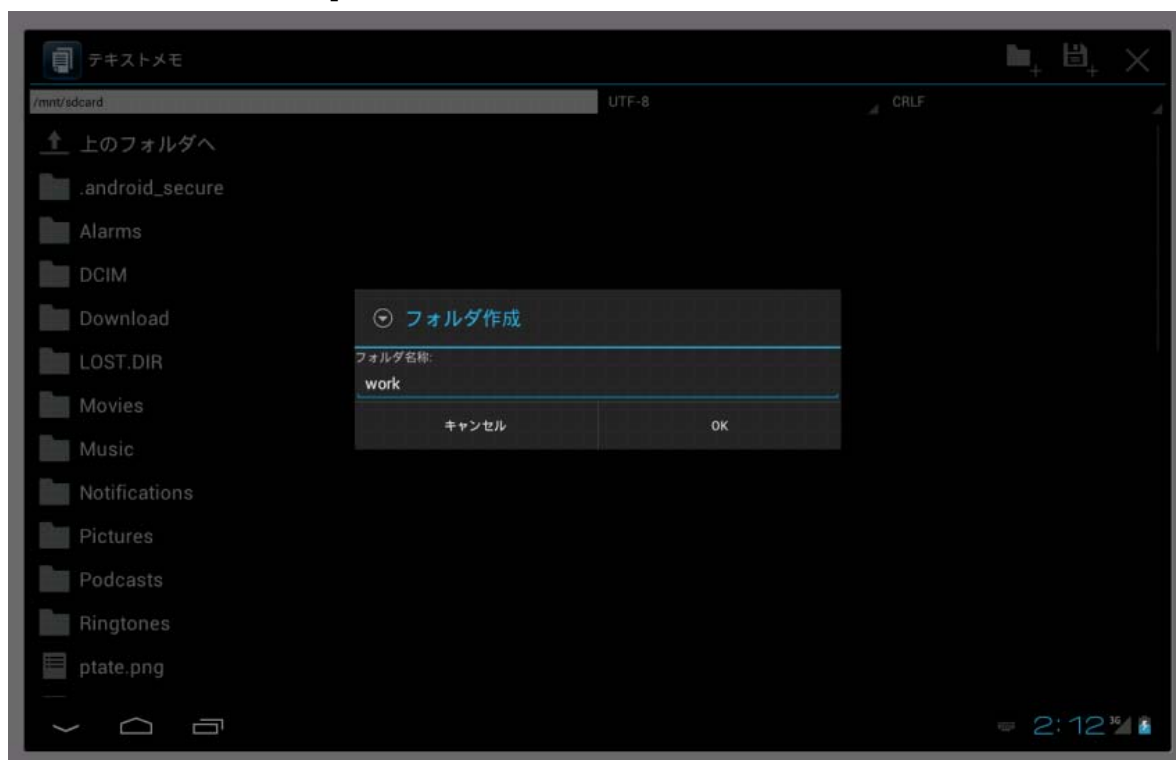 テキストメモ
/mnt/sdcard
UTF-8
CRLF
上のフォルダへ
.android_secure
Alarms
DCIM
Download
LOST.DIR
Movies
Music
Notifications
Pictures
Podcasts
Ringtones
ptate.png
フォルダ作成
フォルダ名称:
work
キャンセル
OK
2:12
3G